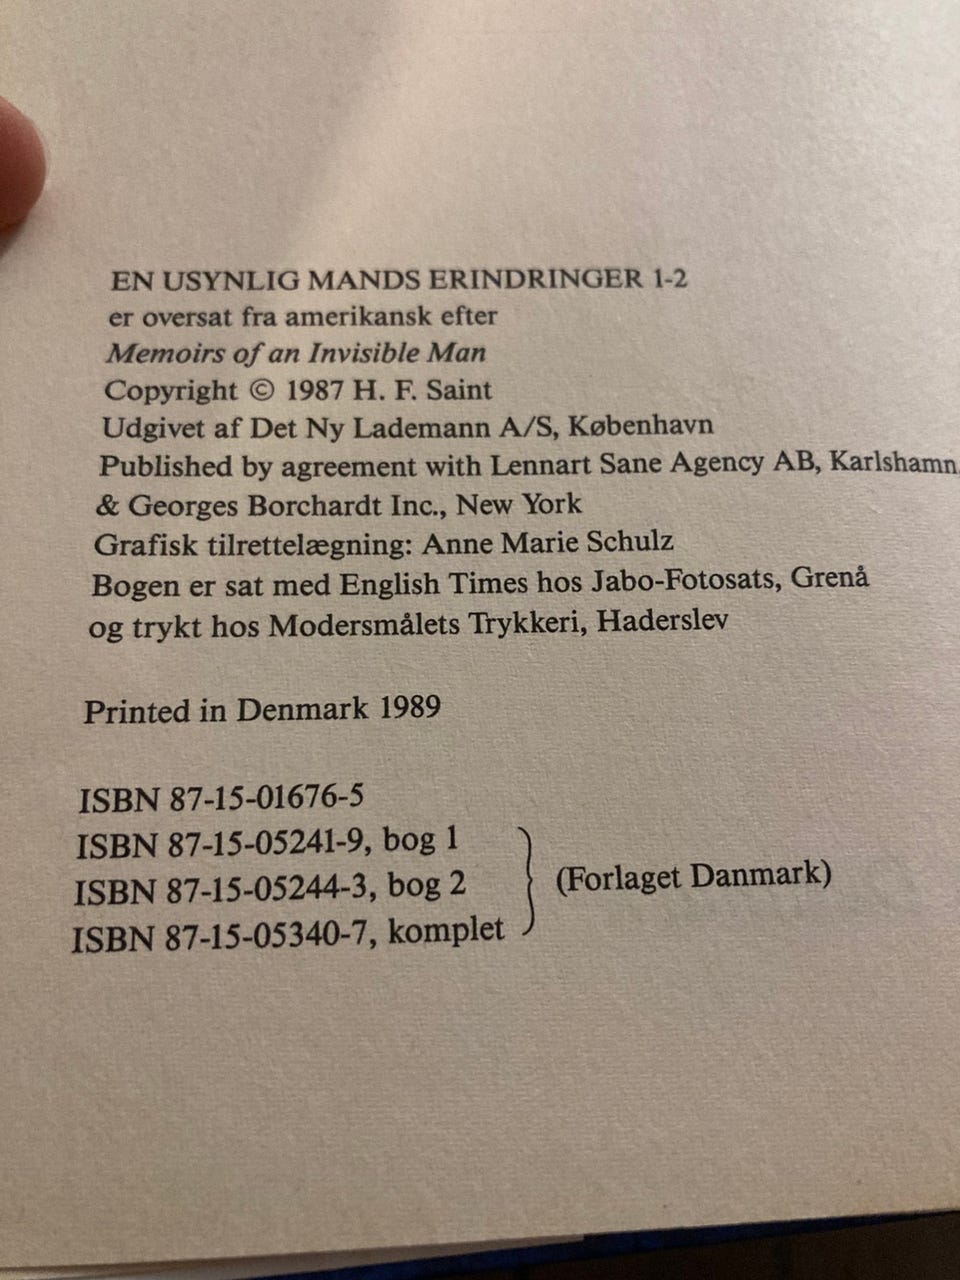 EN USYNLIG MANDS ERINDRINGER 1-2
er oversat fra amerikansk efter
Memoirs of an Invisible Man
Copyright © 1987 H. F. Saint
Udgivet af Det Ny Lademann A/S, København
Published by agreement with Lennart Sane Agency AB, Karlshamn
& Georges Borchardt Inc., New York
Grafisk tilrettelægning: Anne Marie Schulz
Bogen er sat med English Times hos Jabo-Fotosats, Grenå
og trykt hos Modersmålets Trykkeri, Haderslev
Printed in Denmark 1989
ISBN 87-15-01676-5
ISBN 87-15-05241-9, bog 1
ISBN 87-15-05244-3, bog 2
(Forlaget Danmark)
ISBN 87-15-05340-7, komplet